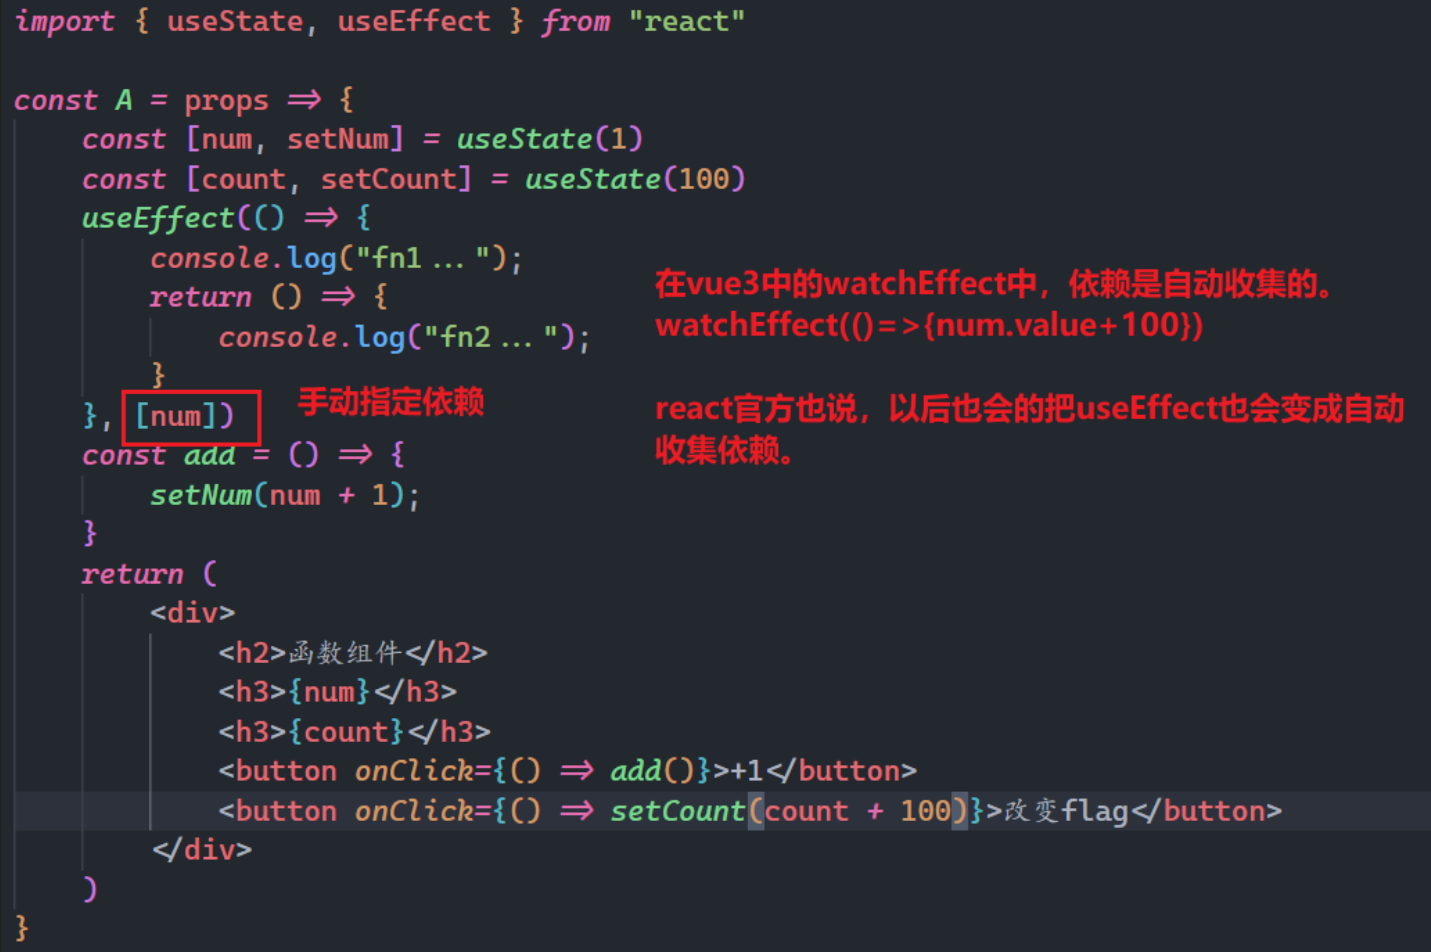 import { useState, useEffect } from "react"
const A = props => {
const [num, setNum] = useState(1)
const [count, setCount] = useState(100)
useEffect(() => {
console.log("fn1...");
return () => {
console.log("fn2...");
}
}, [num])
const add = () => {
setNum(num + 1);
}
return (
<div>
<h2>函数组件</h2>
<h3>{num}</h3>
<h3>{count}</h3>
<button onClick={() => add()}>+1</button>
<button onClick={() => setCount(count + 100)}>改变flag</button>
</div>
)
}
手动指定依赖
在vue3中的watchEffect中，依赖是自动收集的。
watchEffect(()=>{num.value+100})
react官方也说，以后也会的把useEffect也会变成自动
收集依赖。